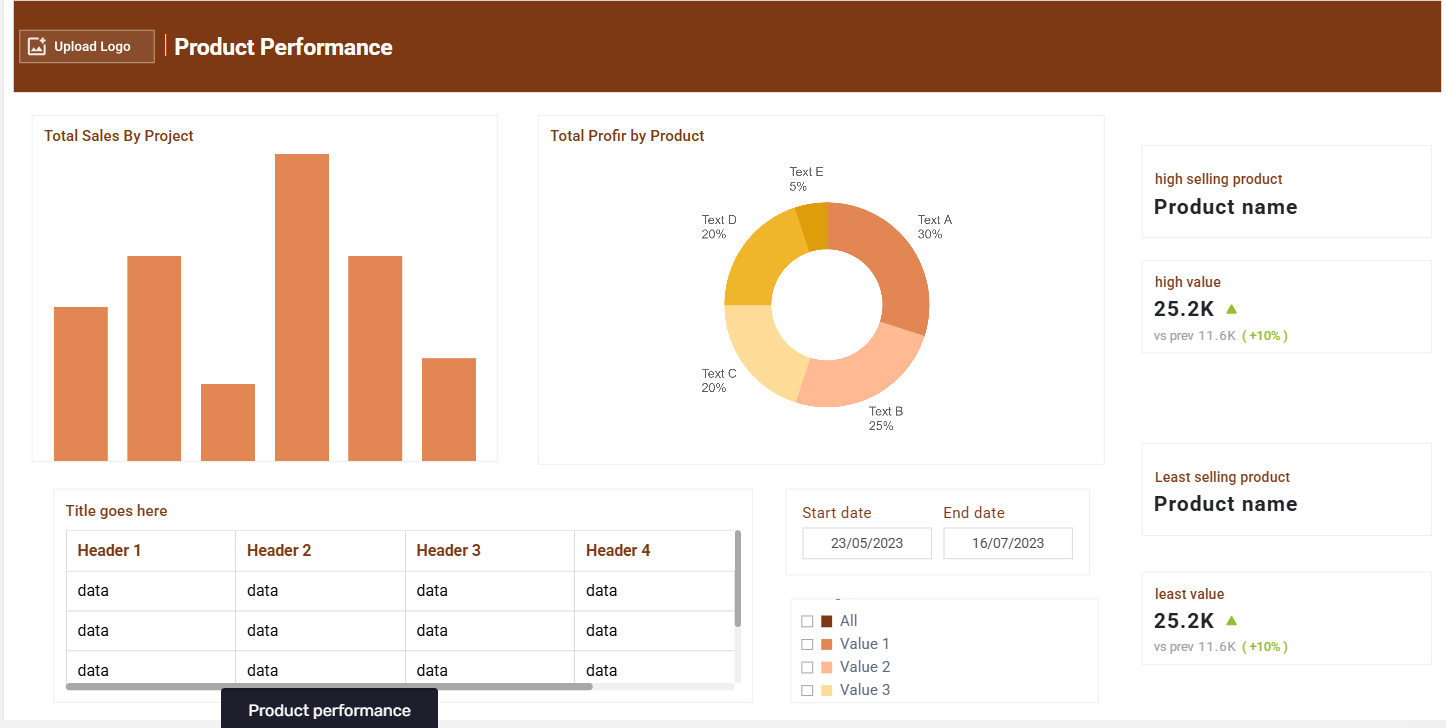 Upload Logo
Product Performance
Total Sales By Project
Total Profir by Product
Text E
5%
Text D
20%
Text A
30%
Text C
20%
Text B
25%
high selling product
Product name
high value
25.2K
vs prev 11.6K (+10%)
Least selling product
Product name
least value
25.2K
vs prev 11.6K (+10%)
Title goes here
Header 1 Header 2 Header 3 Header 4
data data data data
data data data data
data data data data
Start date End date
23/05/2023 16/07/2023
All
Value 1
Value 2
Value 3
Product performance